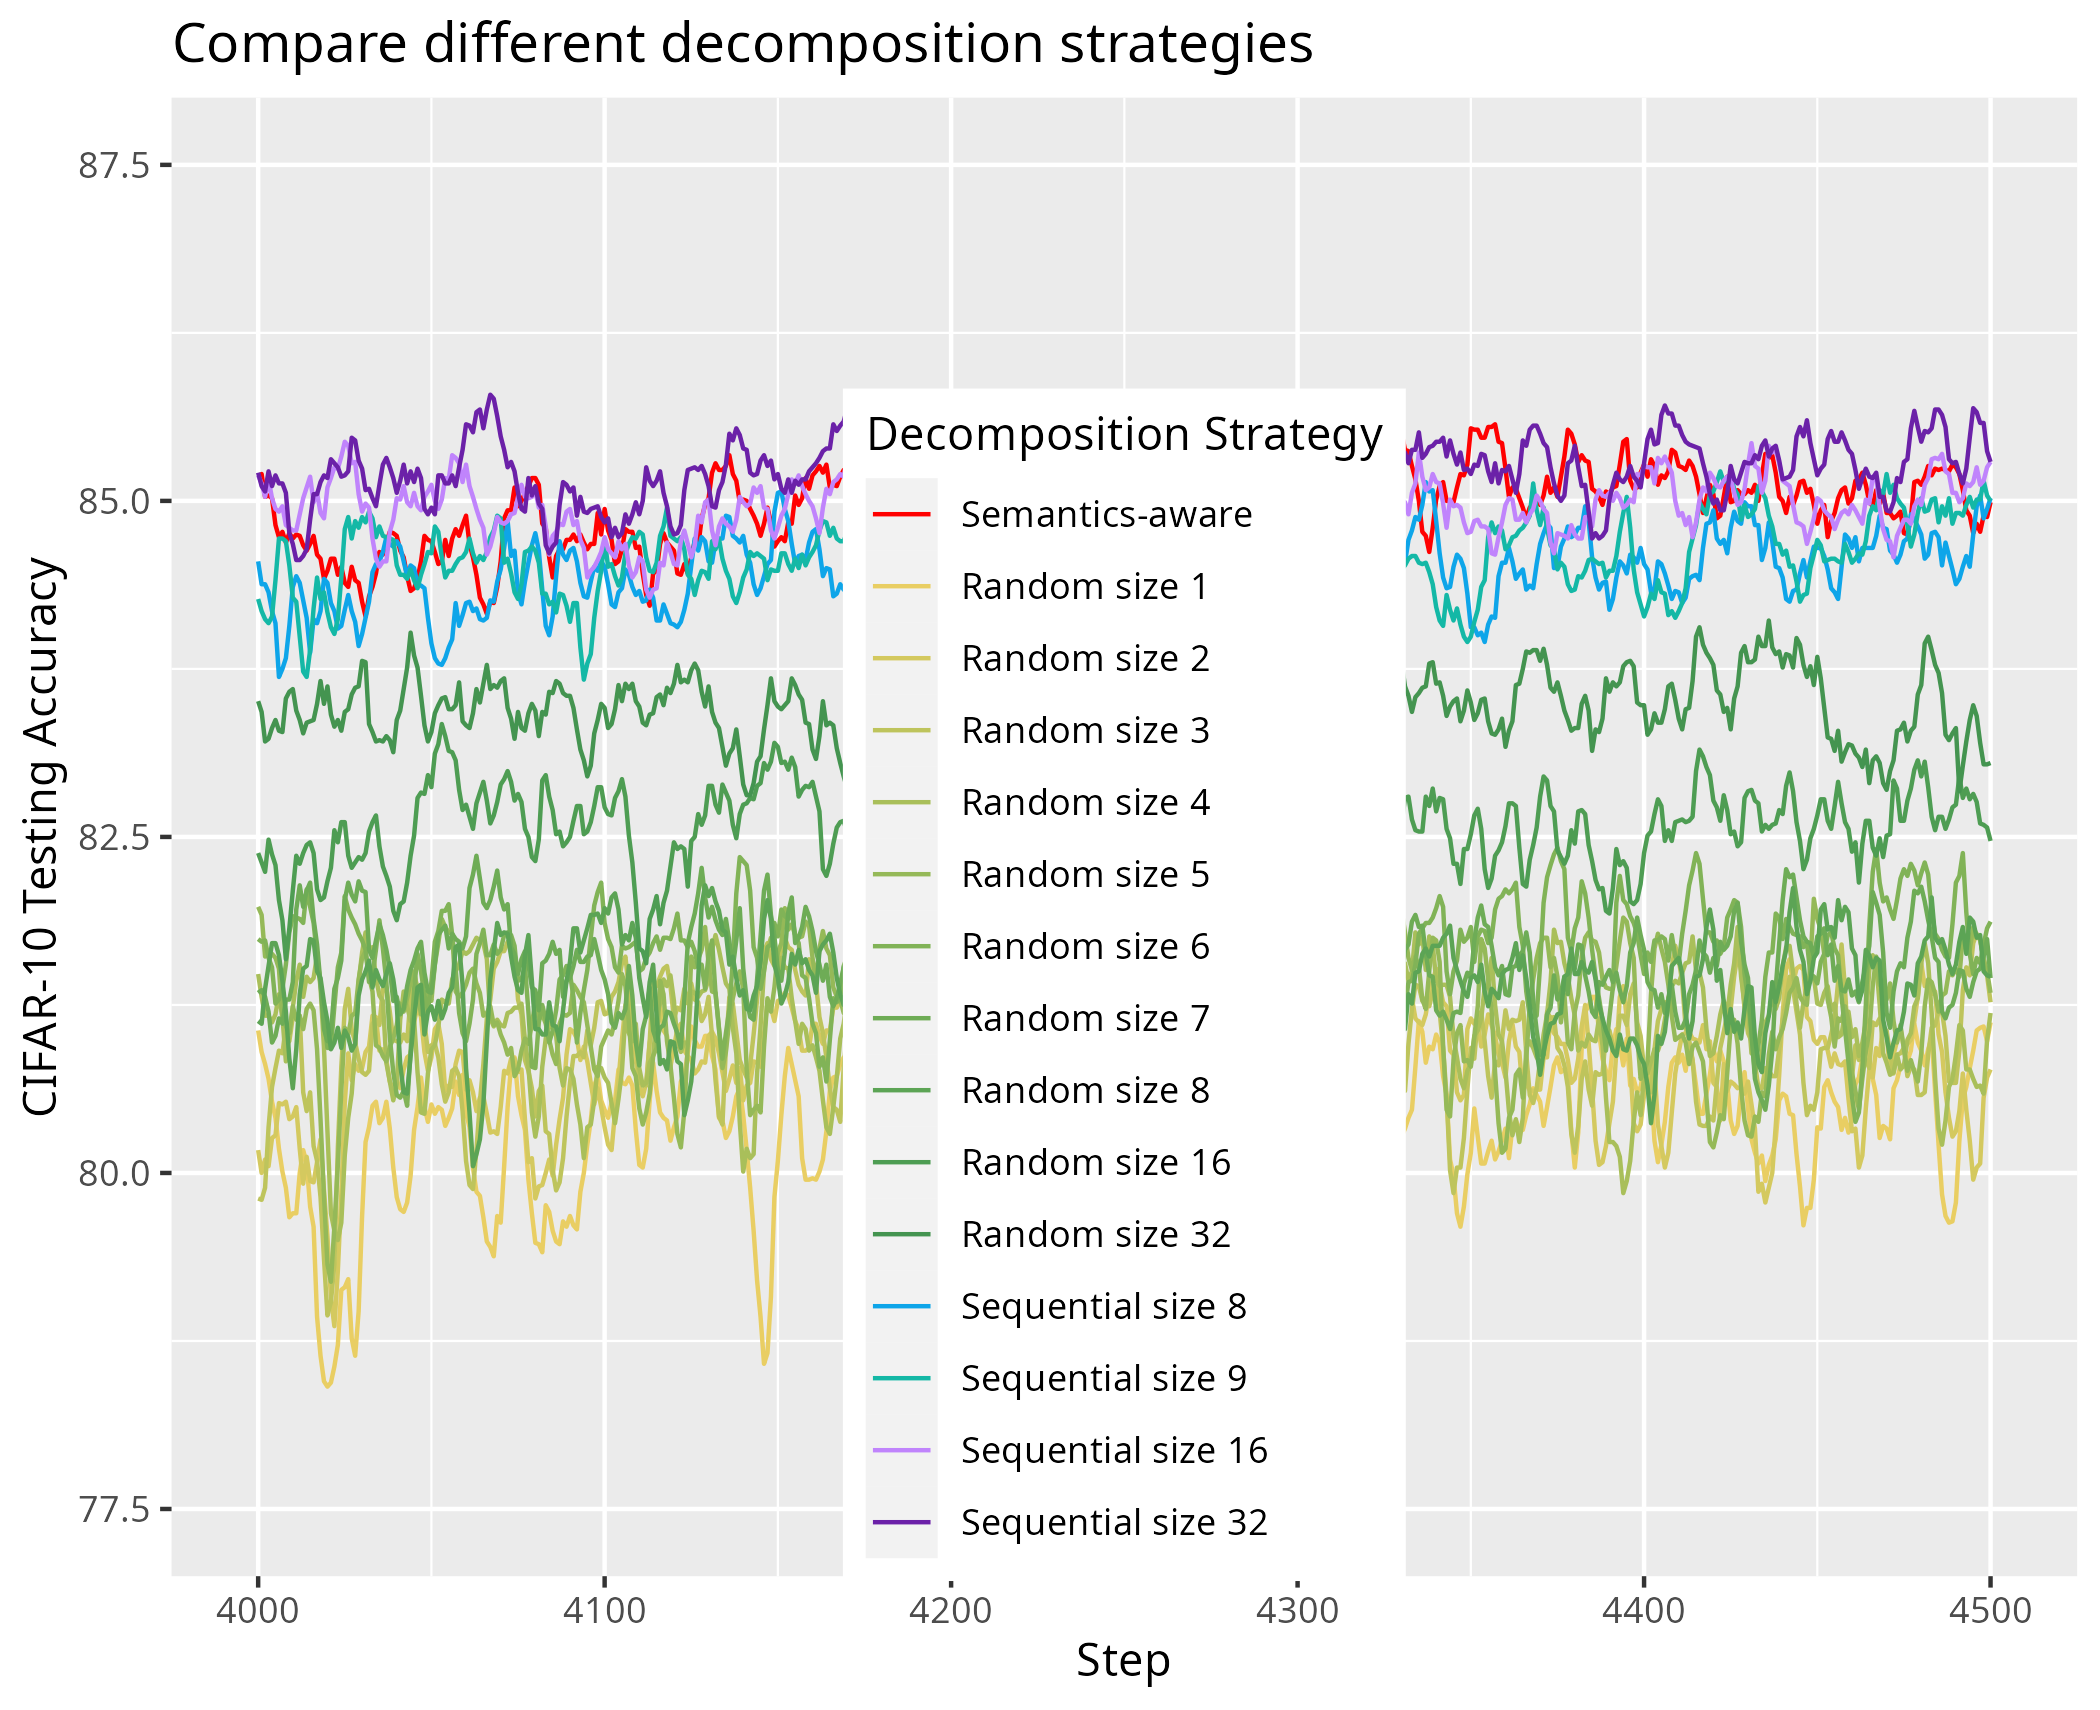 Compare different decomposition strategies
CIFAR-10 Testing Accuracy
87.5
85.0
82.5
80.0
77.5
Decomposition Strategy
Semantics-aware
Random size 1
Random size 2
Random size 3
Random size 4
Random size 5
Random size 6
Random size 7
Random size 8
Random size 16
Random size 32
Sequential size 8
Sequential size 9
Sequential size 16
Sequential size 32
4000 4100 4200 4300 4400 4500
Step